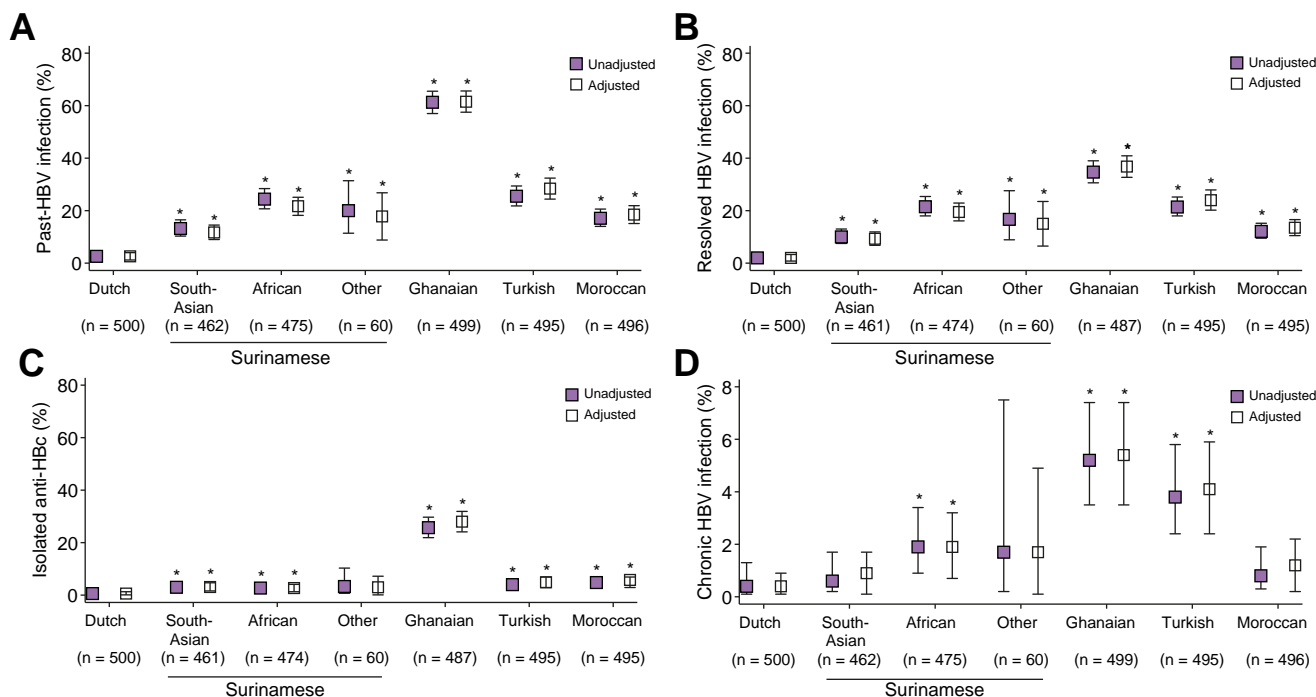 A
Past-HBV infection (%)
80
60
40
20
0
Unadjusted
Adjusted
* * * * * * * * * * * *
Dutch South-Asian African Other Ghanaian Turkish Moroccan
(n = 500) (n = 462) (n = 475) (n = 60) (n = 499) (n = 495) (n = 496)
Surinamese
B
Resolved HBV infection (%)
80
60
40
20
0
Unadjusted
Adjusted
* * * * * * * * * * * *
Dutch South-Asian African Other Ghanaian Turkish Moroccan
(n = 500) (n = 461) (n = 474) (n = 60) (n = 487) (n = 495) (n = 495)
Surinamese
C
Isolated anti-HBc (%)
80
60
40
20
0
Unadjusted
Adjusted
* * * * * * * * * *
Dutch South-Asian African Other Ghanaian Turkish Moroccan
(n = 500) (n = 461) (n = 474) (n = 60) (n = 487) (n = 495) (n = 495)
Surinamese
D
Chronic HBV infection (%)
8
6
4
2
0
Unadjusted
Adjusted
* * * * * *
Dutch South-Asian African Other Ghanaian Turkish Moroccan
(n = 500) (n = 462) (n = 475) (n = 60) (n = 499) (n = 495) (n = 496)
Surinamese